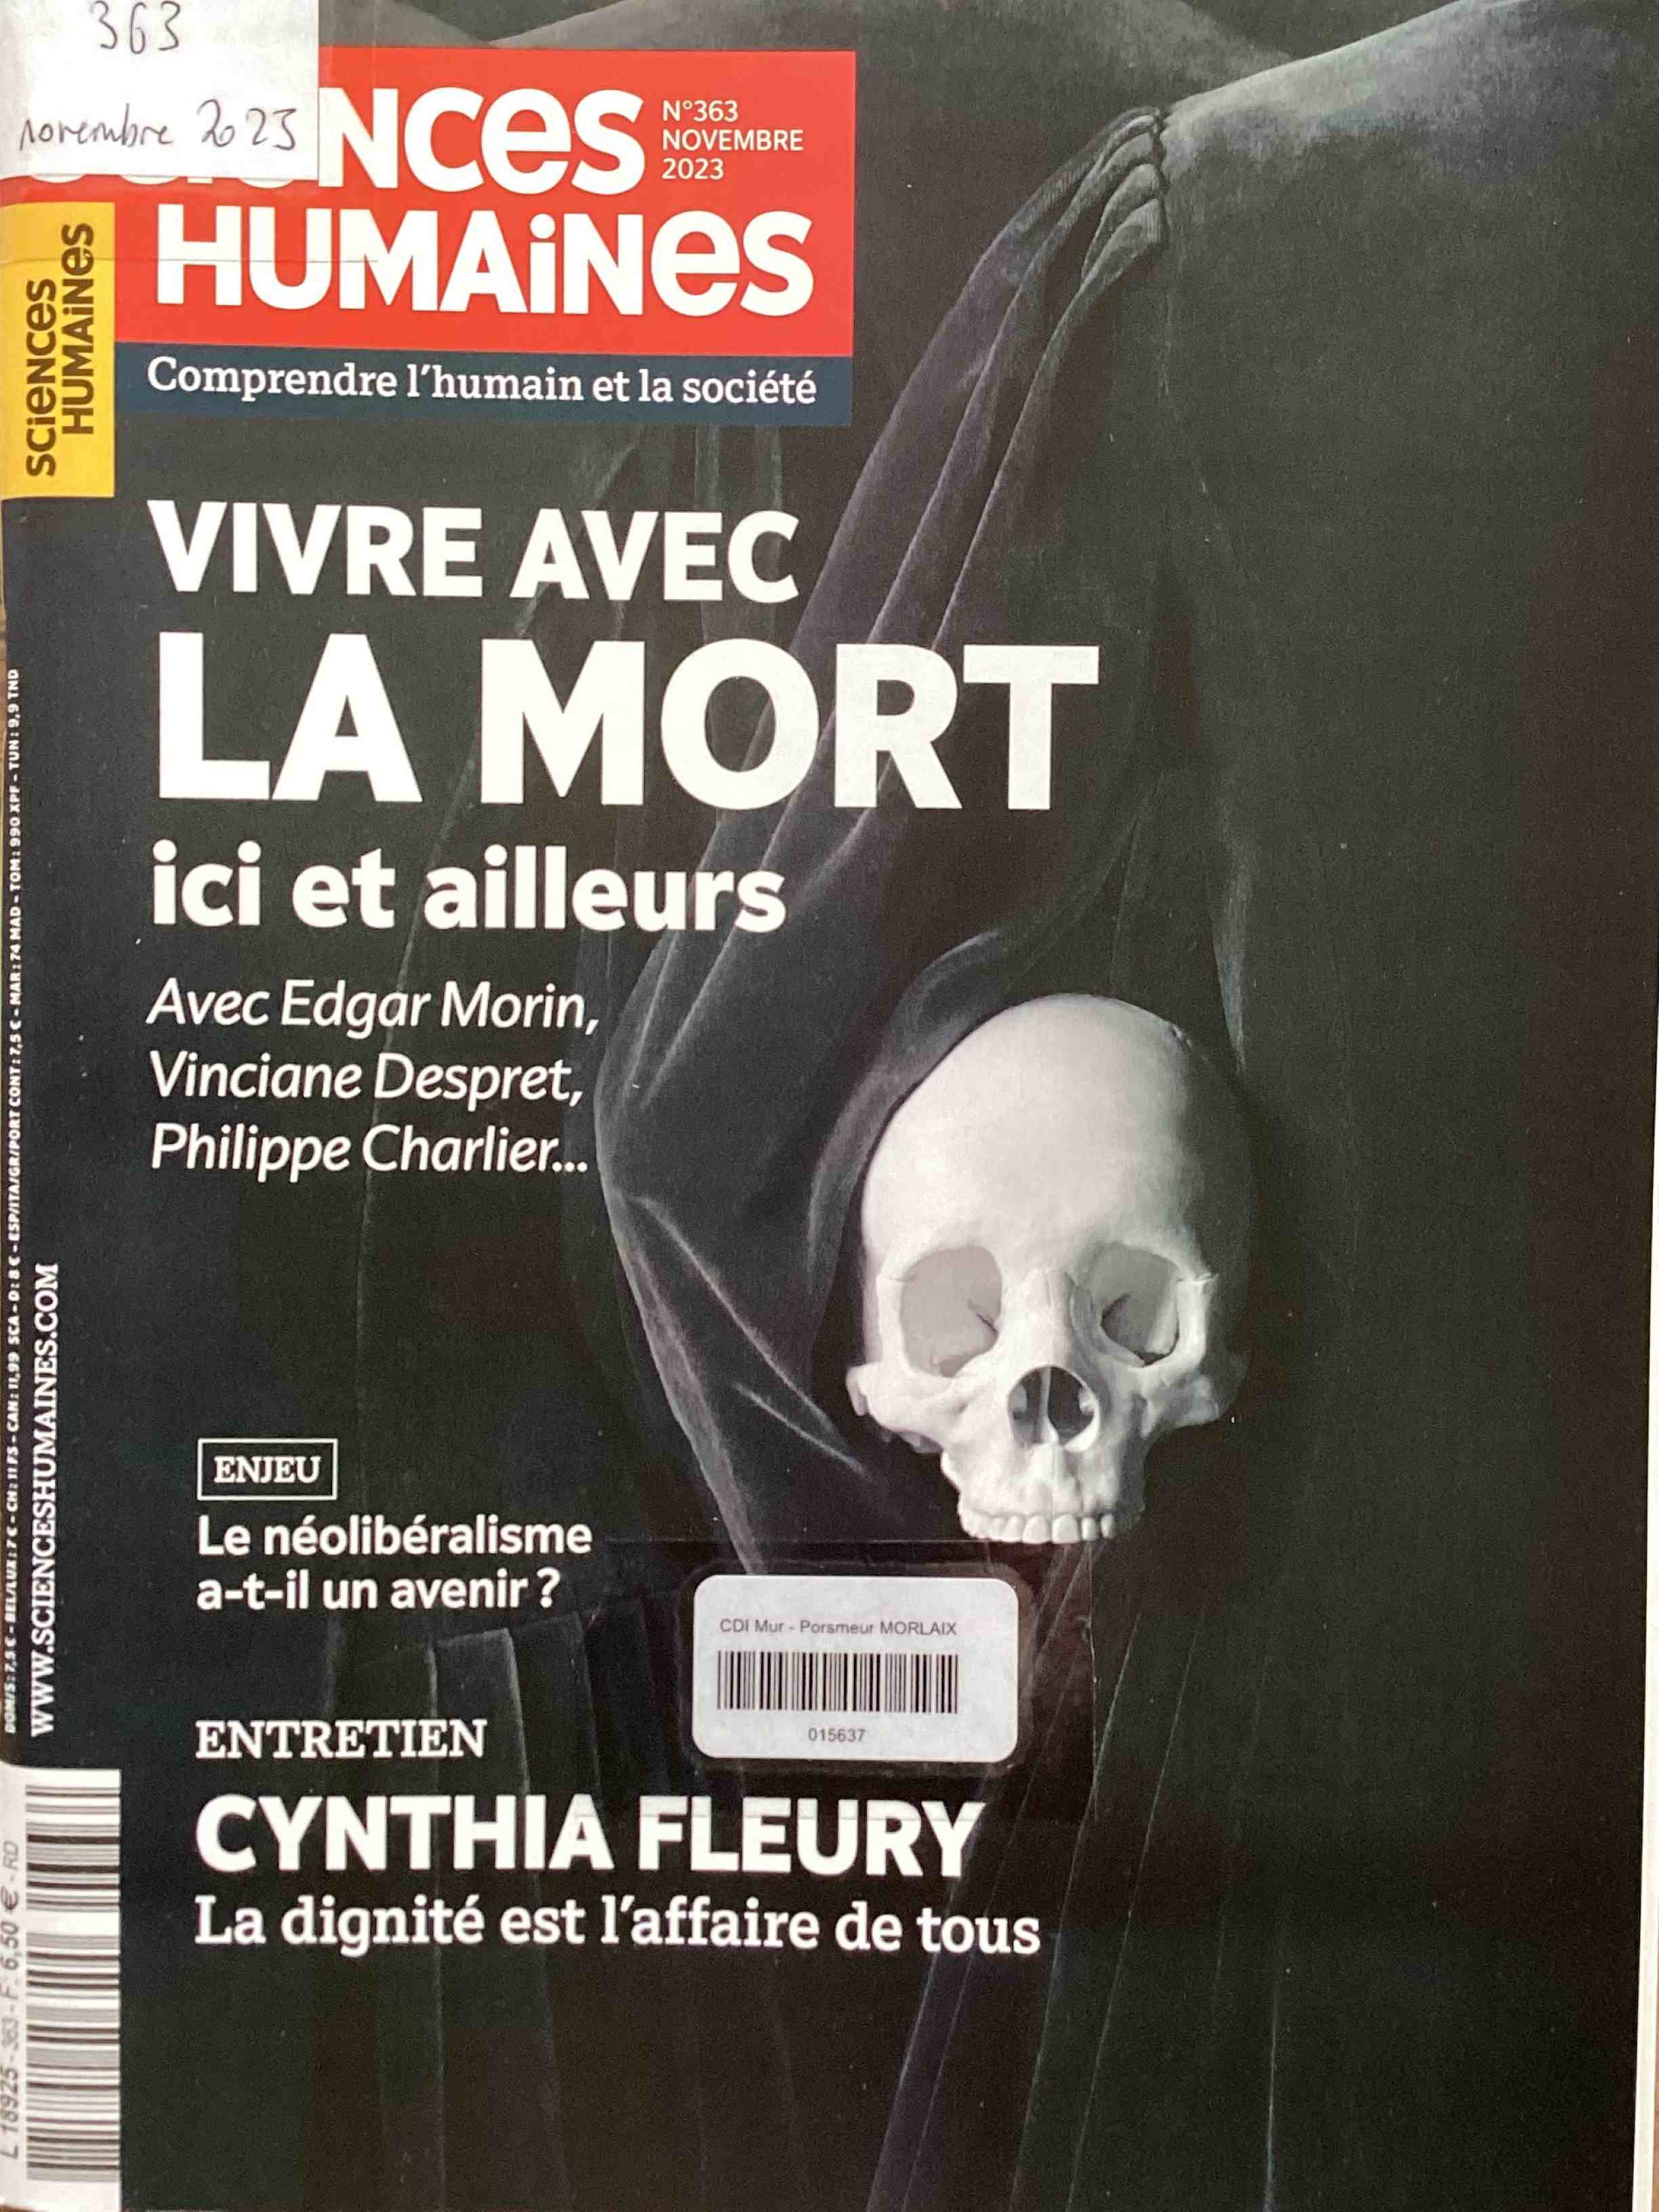 363
novembre 2023
SCIENCES
N°363
NOVEMBRE
2023
HUMAiNES
Comprendre l'humain et la société
SCIENCES
HUMAiNES
VIVRE AVEC
LA MORT
ici et ailleurs
Avec Edgar Morin,
Vinciane Despret,
Philippe Charlier...
ENJEU
Le néolibéralisme
a-t-il un avenir ?
CDI Mur - Porsmeur MORLAIX
015637
ENTRETIEN
CYNTHIA FLEURY
La dignité est l'affaire de tous
DOM/S : 7,5 € - BEL/LUX : 7 € - CH : 11 FS - CAN : 11,99 SCA - D : 8 € - ESP/ITA/GR/PORT CONT : 7,5 € - MAR : 74 MAD - TOM : 990 XPF - TUN : 9,9 TND
WWW.SCIENCESHUMAINES.COM
L 18925 - 363 - F: 6,50 € - RD